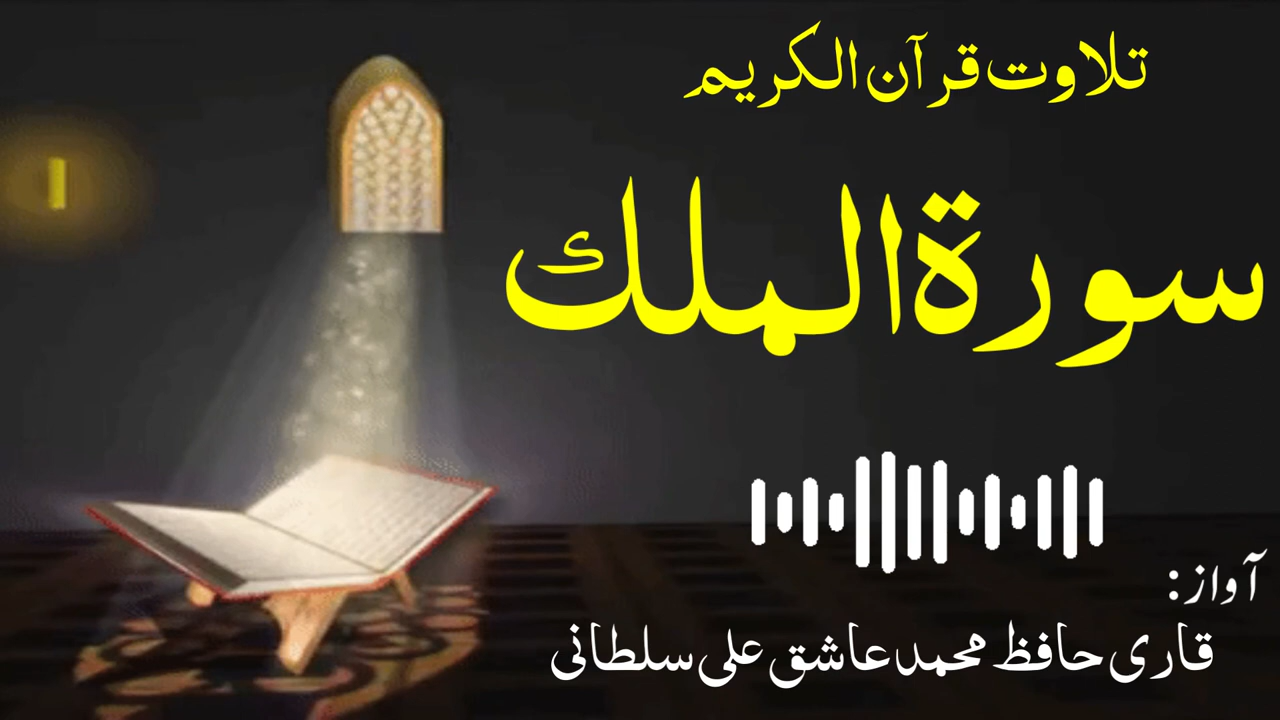 تلاوت قرآن الکریم
سورۃ الملك
آواز:
قاری حافظ محمد عاشق علی سلطانی